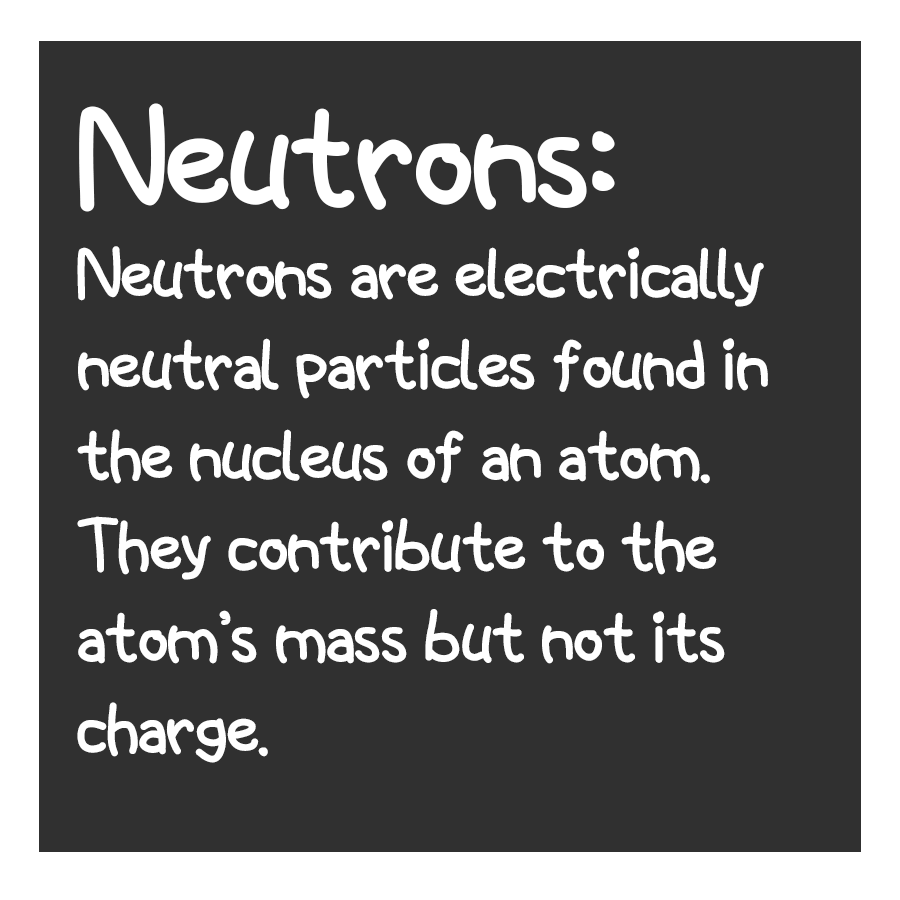 Neutrons:
Neutrons are electrically
neutral particles found in
the nucleus of an atom.
They contribute to the
atom’s mass but not its
charge.